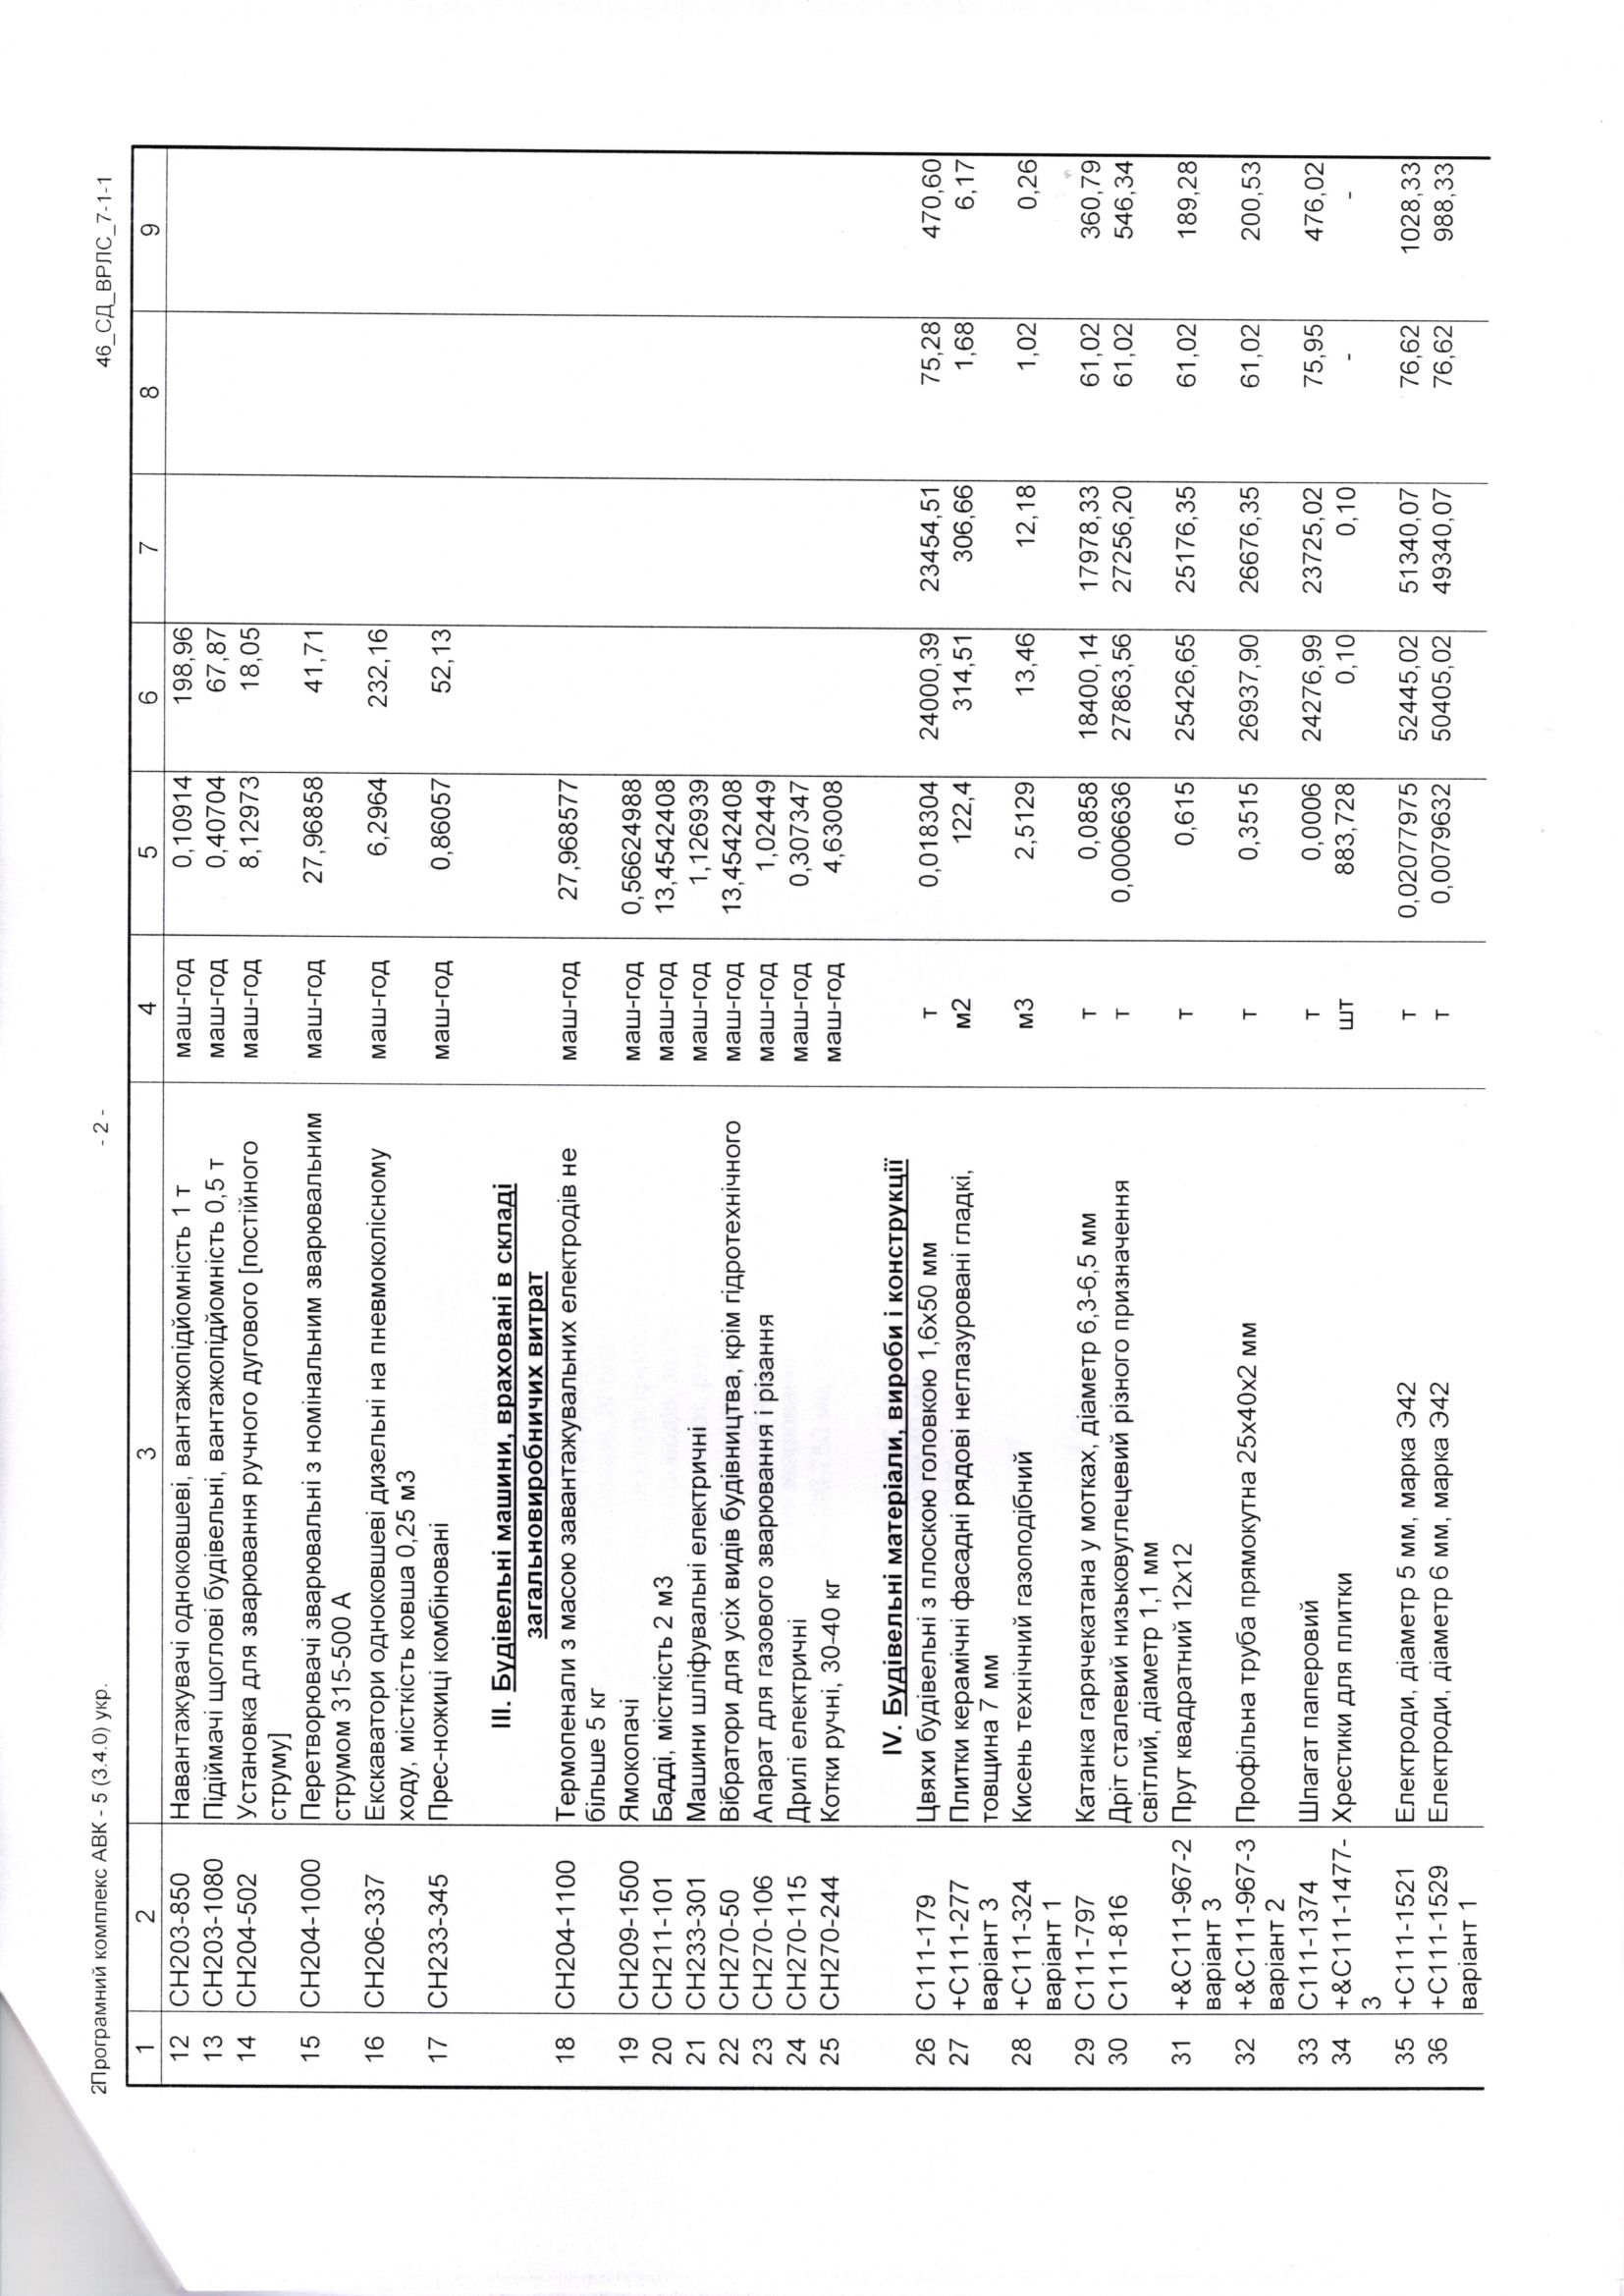 2Програмний комплекс АВК - 5 (3.4.0) укр. - 2 - 46_СД_ВРЛС_7-1-1
1 2 3 4 5 6 7 8 9
12 СН203-850 Навантажувачі одноковшеві, вантажопідйомність 1 т маш-год 0,10914 198,96
13 СН203-1080 Підіймачі щоглові будівельні, вантажопідйомність 0,5 т маш-год 0,40704 67,87
14 СН204-502 Установка для зварювання ручного дугового [постійного маш-год 8,12973 18,05
струму]
15 СН204-1000 Перетворювачі зварювальні з номінальним зварювальним маш-год 27,96858 41,71
струмом 315-500 А
16 СН206-337 Екскаватори одноковшеві дизельні на пневмоколісному маш-год 6,2964 232,16
ходу, місткість ковша 0,25 м3
17 СН233-345 Прес-ножиці комбіновані маш-год 0,86057 52,13
III. Будівельні машини, враховані в складі
загальновиробничих витрат
18 СН204-1100 Термопенали з масою завантажувальних електродів не маш-год 27,968577
більше 5 кг
19 СН209-1500 Ямокопачі маш-год 0,56624988
20 СН211-101 Бадді, місткість 2 м3 маш-год 13,4542408
21 СН233-301 Машини шліфувальні електричні маш-год 1,126939
22 СН270-50 Вібратори для усіх видів будівництва, крім гідротехнічного маш-год 13,4542408
23 СН270-106 Апарат для газового зварювання і різання маш-год 1,02449
24 СН270-115 Дрилі електричні маш-год 0,307347
25 СН270-244 Котки ручні, 30-40 кг маш-год 4,63008
IV. Будівельні матеріали, вироби і конструкції
26 С111-179 Цвяхи будівельні з плоскою головкою 1,6х50 мм т 0,018304 24000,39 23454,51 75,28 470,60
27 +С111-277 Плитки керамічні фасадні рядові неглазуровані гладкі, м2 122,4 314,51 306,66 1,68 6,17
варіант 3 товщина 7 мм
28 +С111-324 Кисень технічний газоподібний м3 2,5129 13,46 12,18 1,02 0,26
варіант 1
29 С111-797 Катанка гарячекатана у мотках, діаметр 6,3-6,5 мм т 0,0858 18400,14 17978,33 61,02 360,79
30 С111-816 Дріт сталевий низьковуглецевий різного призначення т 0,0006636 27863,56 27256,20 61,02 546,34
світлий, діаметр 1,1 мм
31 +&С111-967-2 Прут квадратний 12х12 т 0,615 25426,65 25176,35 61,02 189,28
варіант 3
32 +&С111-967-3 Профільна труба прямокутна 25х40х2 мм т 0,3515 26937,90 26676,35 61,02 200,53
варіант 2
33 С111-1374 Шпагат паперовий т 0,0006 24276,99 23725,02 75,95 476,02
34 +&С111-1477- Хрестики для плитки шт 883,728 0,10 0,10 - -
3
35 +С111-1521 Електроди, діаметр 5 мм, марка Э42 т 0,02077975 52445,02 51340,07 76,62 1028,33
36 +С111-1529 Електроди, діаметр 6 мм, марка Э42 т 0,0079632 50405,02 49340,07 76,62 988,33
варіант 1